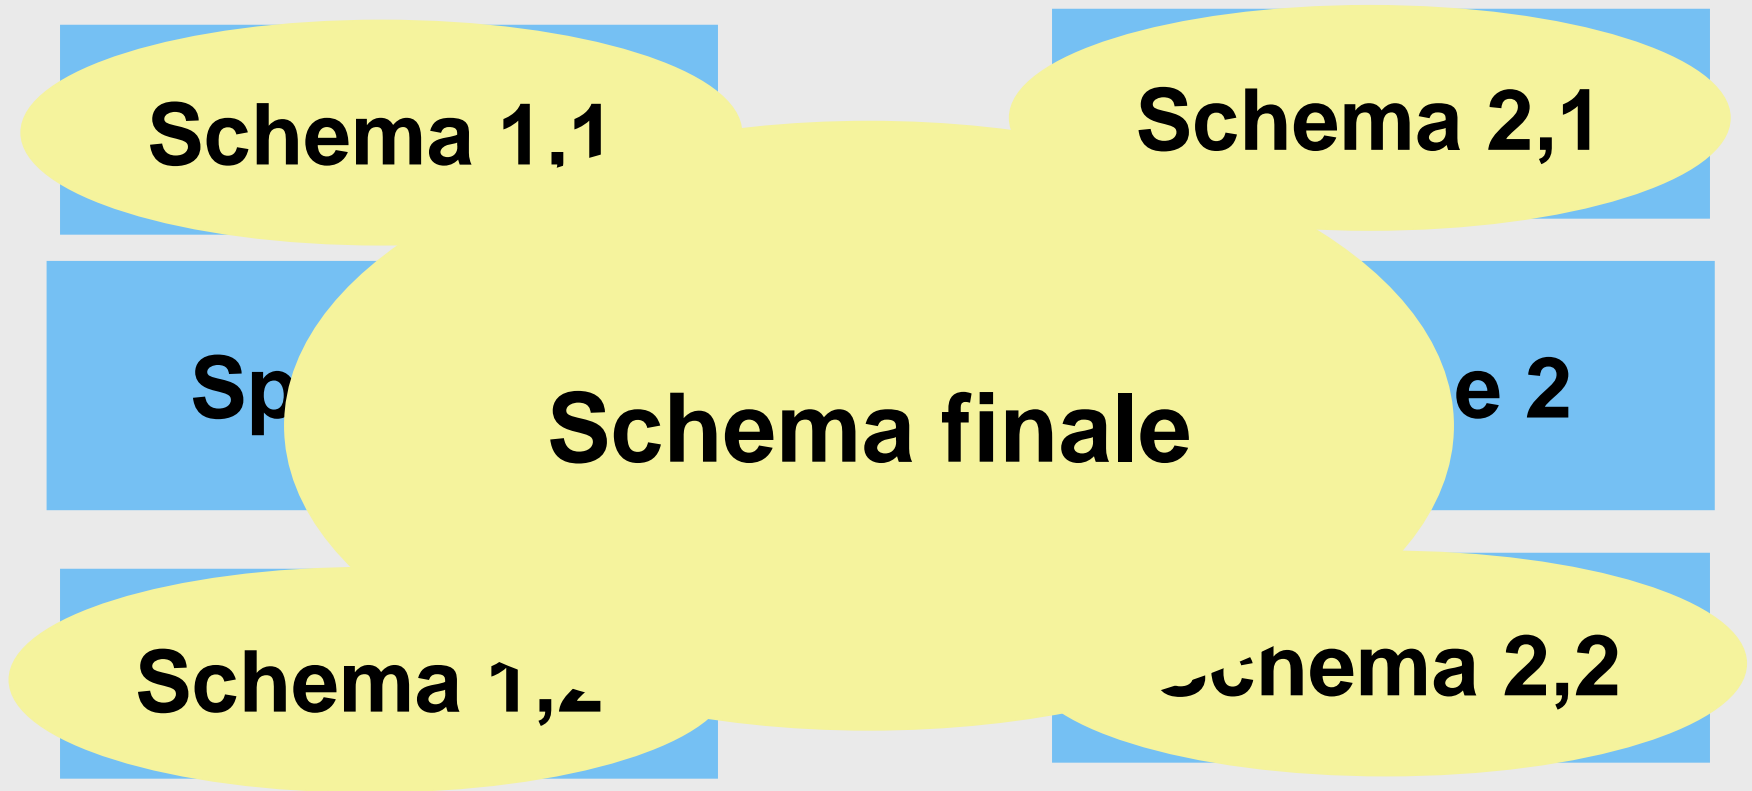 Schema 1,1
Schema 2,1
e 2
Schema finale
Schema 1,2
Schema 2,2